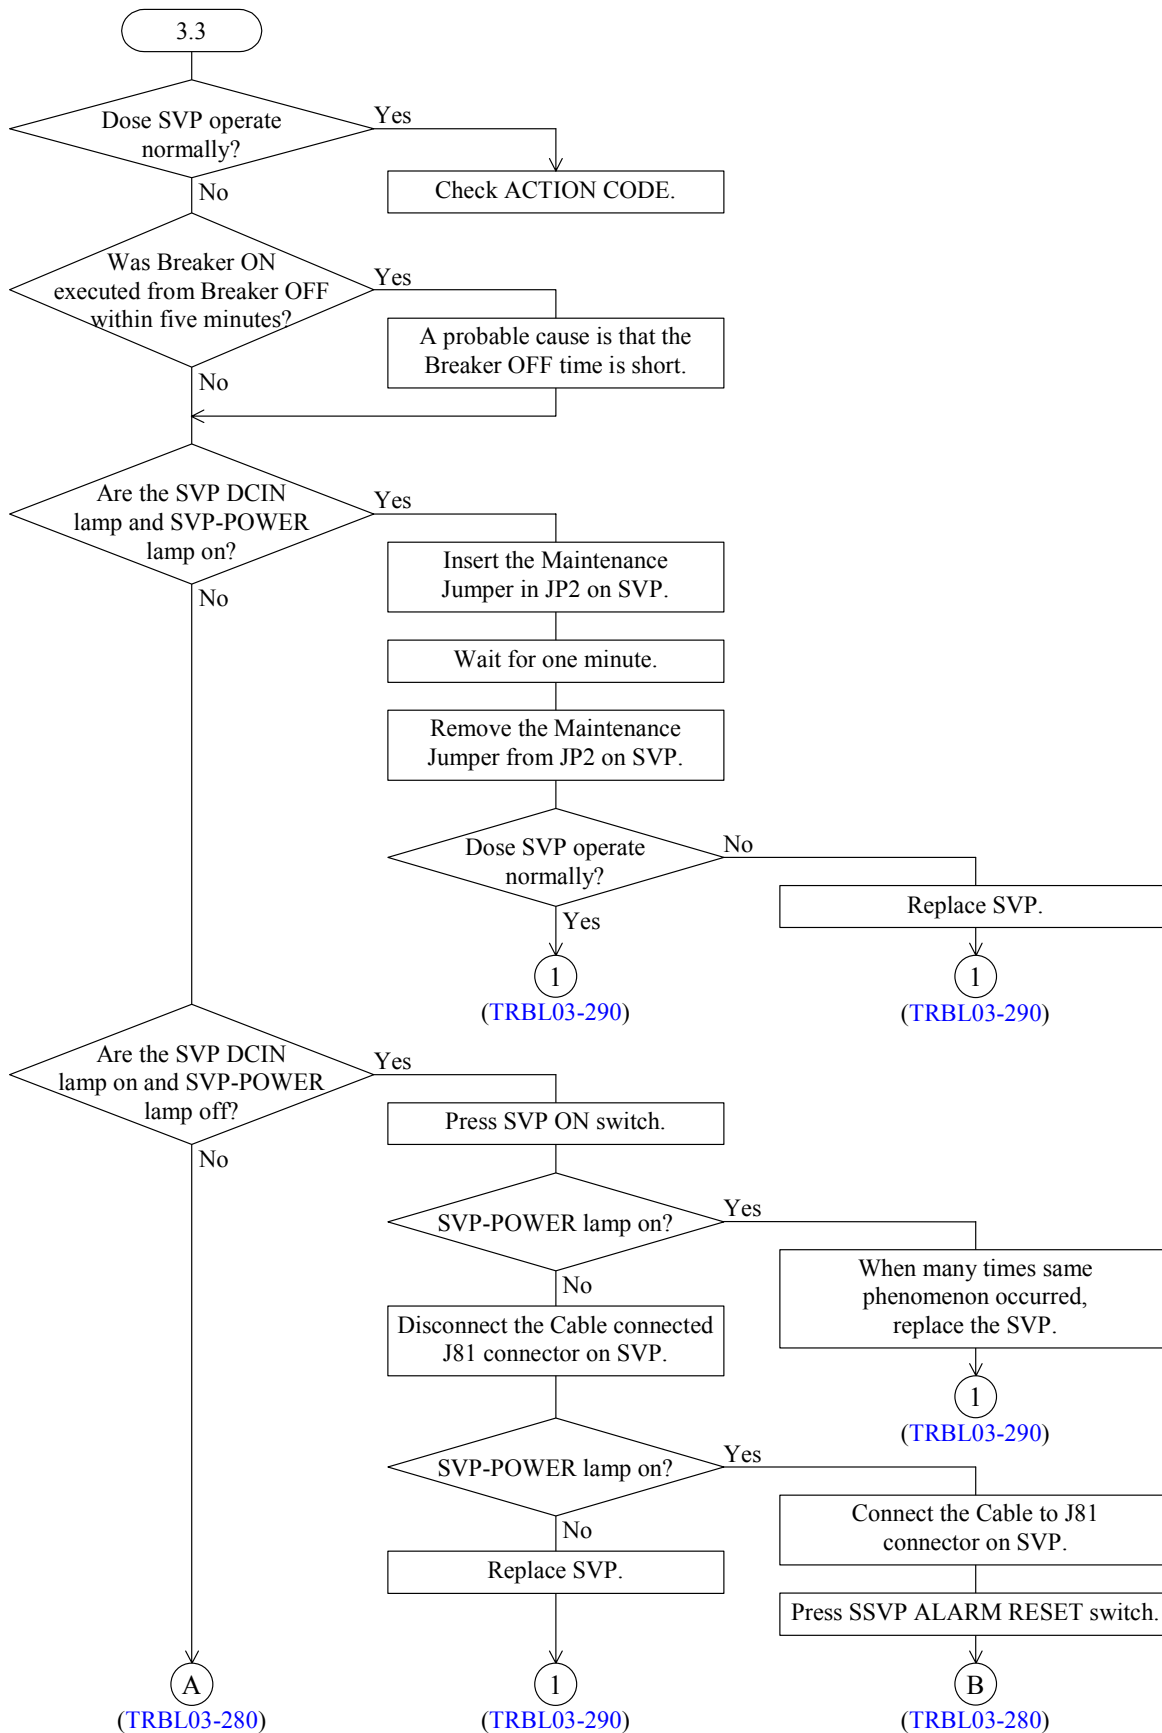 3.3
Dose SVP operate
normally?
Yes
Check ACTION CODE.
No
Was Breaker ON
executed from Breaker OFF
within five minutes?
Yes
A probable cause is that the
Breaker OFF time is short.
No
Are the SVP DCIN
lamp and SVP-POWER
lamp on?
Yes
Insert the Maintenance
Jumper in JP2 on SVP.
No
Wait for one minute.
Remove the Maintenance
Jumper from JP2 on SVP.
Dose SVP operate
normally?
No
Replace SVP.
Yes
1
(TRBL03-290)
1
(TRBL03-290)
Are the SVP DCIN
lamp on and SVP-POWER
lamp off?
Yes
Press SVP ON switch.
No
SVP-POWER lamp on?
Yes
When many times same
phenomenon occurred,
replace the SVP.
No
Disconnect the Cable connected
J81 connector on SVP.
1
(TRBL03-290)
SVP-POWER lamp on?
Yes
Connect the Cable to J81
connector on SVP.
No
Replace SVP.
Press SSVP ALARM RESET switch.
A
(TRBL03-280)
1
(TRBL03-290)
B
(TRBL03-280)